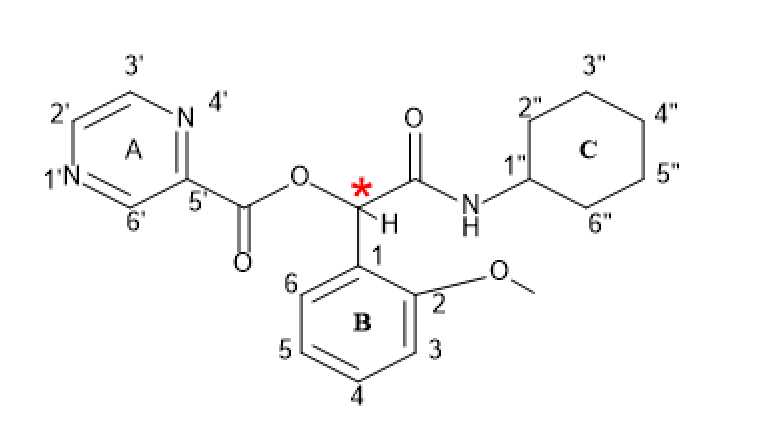 3' 3"
2' N 4' O 2" 4"
A O * 1" C
1'N 5' H N H 5"
6' O 1 6"
6 O
B 2
5 3
4